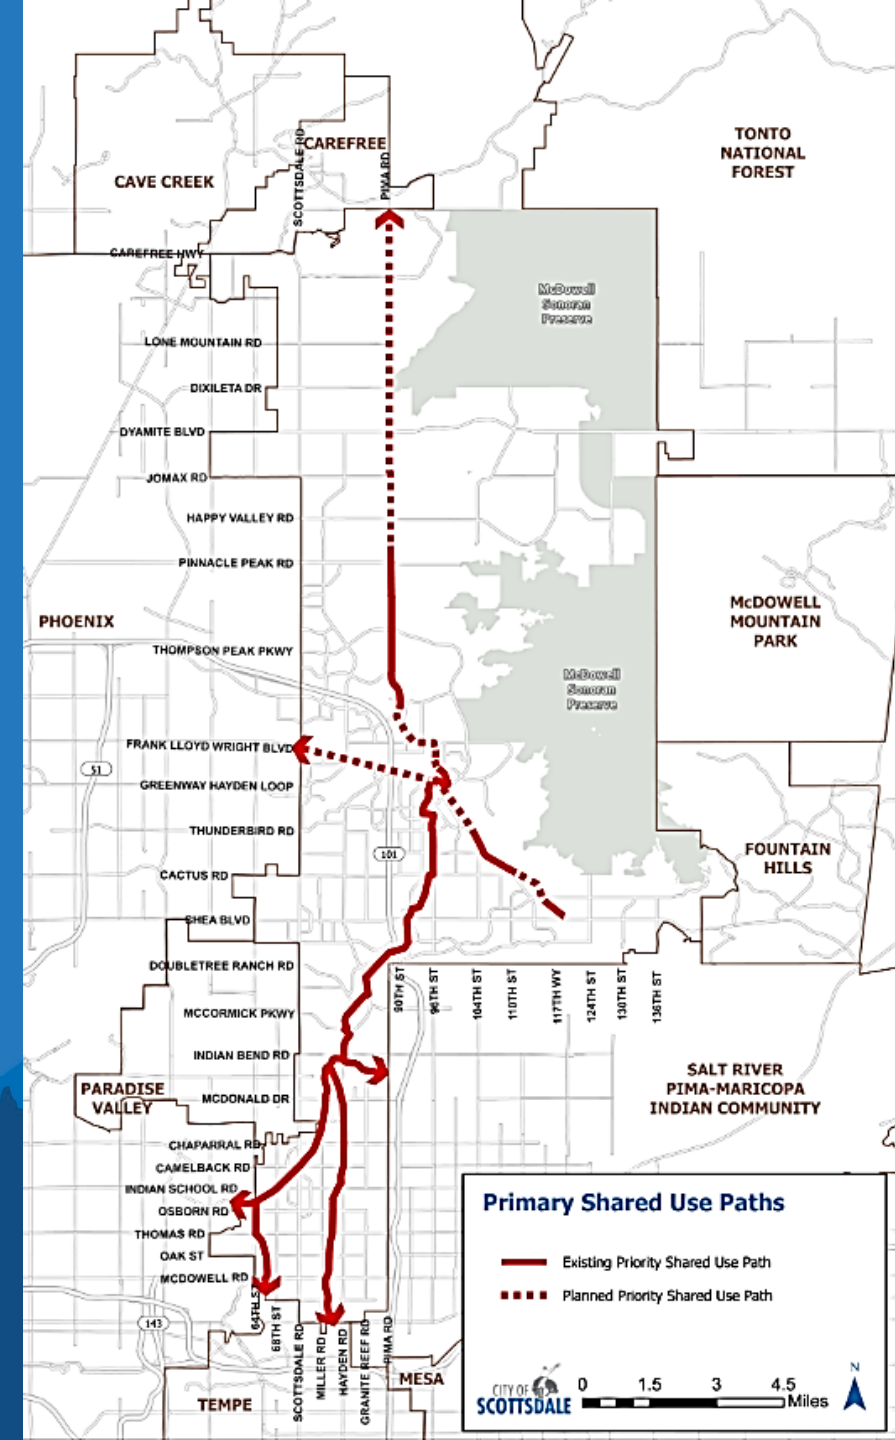 TONTO
NATIONAL
FOREST
CAREFREE
SCOTTSDALE RD
PIMA RD
CAVE CREEK
CAREFREE HWY
McDowell
Sonoran
Preserve
LONE MOUNTAIN RD
DIXILETA DR
DYAMITE BLVD
JOMAX RD
HAPPY VALLEY RD
PINNACLE PEAK RD
PHOENIX
McDOWELL
MOUNTAIN
PARK
THOMPSON PEAK PKWY
McDowell
Sonoran
Preserve
FRANK LLOYD WRIGHT BLVD
51
GREENWAY HAYDEN LOOP
THUNDERBIRD RD
101
FOUNTAIN
HILLS
CACTUS RD
SHEA BLVD
DOUBLETREE RANCH RD
90TH ST
96TH ST
104TH ST
110TH ST
117TH WY
124TH ST
130TH ST
136TH ST
MCCORMICK PKWY
INDIAN BEND RD
PARADISE
VALLEY
MCDONALD DR
SALT RIVER
PIMA-MARICOPA
INDIAN COMMUNITY
CHAPARRAL RD
CAMELBACK RD
INDIAN SCHOOL RD
OSBORN RD
THOMAS RD
OAK ST
MCDOWELL RD
143
64TH ST
68TH ST
SCOTTSDALE RD
MILLER RD
HAYDEN RD
GRANITE REEF RD
PIMA RD
TEMPE
MESA
Primary Shared Use Paths
Existing Priority Shared Use Path
Planned Priority Shared Use Path
CITY OF
SCOTTSDALE
0 1.5 3 4.5
Miles
N